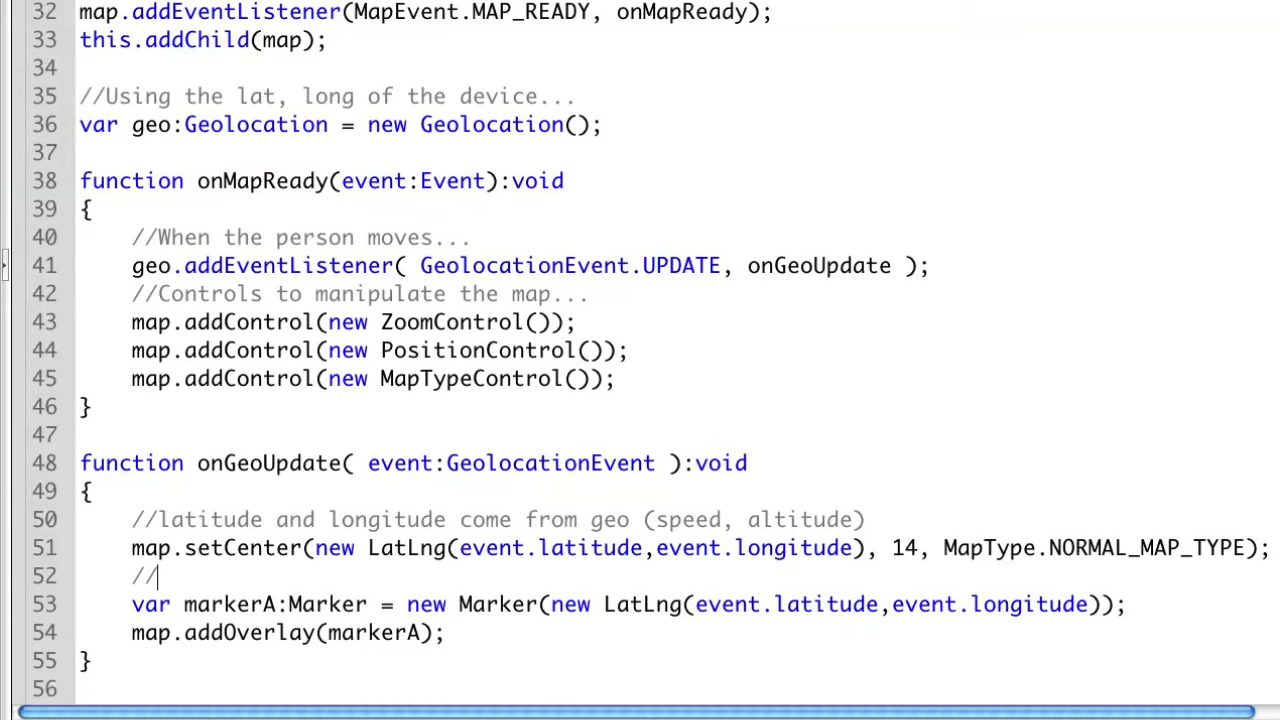 32 map.addEventListener(MapEvent.MAP_READY, onMapReady);
33 this.addChild(map);
34
35 //Using the lat, long of the device...
36 var geo:Geolocation = new Geolocation();
37
38 function onMapReady(event:Event):void
39 {
40 //When the person moves...
41 geo.addEventListener( GeolocationEvent.UPDATE, onGeoUpdate );
42 //Controls to manipulate the map...
43 map.addControl(new ZoomControl());
44 map.addControl(new PositionControl());
45 map.addControl(new MapTypeControl());
46 }
47
48 function onGeoUpdate( event:GeolocationEvent ):void
49 {
50 //latitude and longitude come from geo (speed, altitude)
51 map.setCenter(new LatLng(event.latitude,event.longitude), 14, MapType.NORMAL_MAP_TYPE);
52 //
53 var markerA:Marker = new Marker(new LatLng(event.latitude,event.longitude));
54 map.addOverlay(markerA);
55 }
56